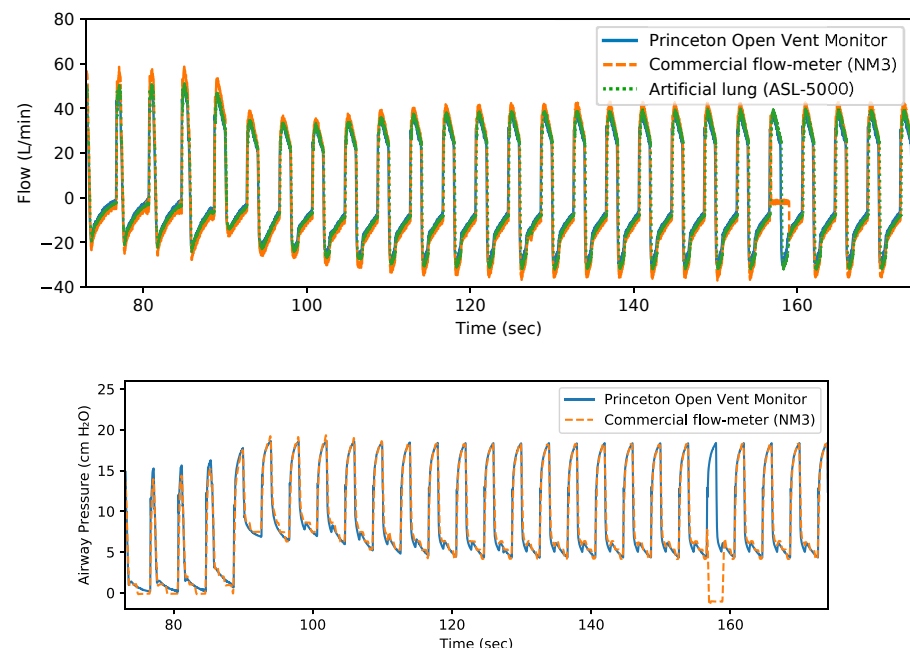 80
60
40
20
0
−20
−40
Flow (L/min)
Princeton Open Vent Monitor
Commercial flow-meter (NM3)
Artificial lung (ASL-5000)
80 100 120 140 160
Time (sec)
25
20
15
10
5
0
Airway Pressure (cm H₂O)
Princeton Open Vent Monitor
Commercial flow-meter (NM3)
80 100 120 140 160
Time (sec)